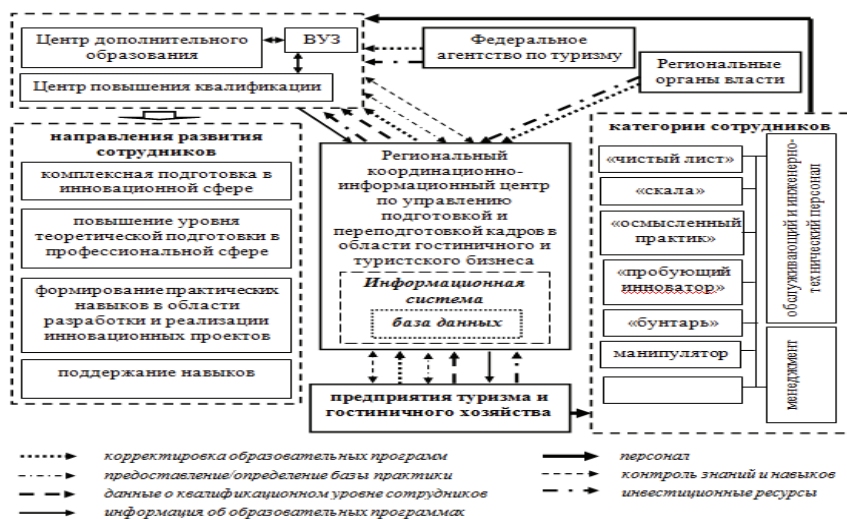 Центр дополнительного
образования
ВУЗ
Центр повышения квалификации
Федеральное
агентство по туризму
Региональные
органы власти
направления развития
сотрудников
комплексная подготовка в
инновационной сфере
повышение уровня
теоретической подготовки в
профессиональной сфере
формирование практических
навыков в области
разработки и реализации
инновационных проектов
поддержание навыков
Региональный
координационно-
информационный центр
по управлению
подготовкой и
переподготовкой кадров в
области гостиничного и
туристского бизнеса
Информационная
система
база данных
предприятия туризма и
гостиничного хозяйства
категории сотрудников
«чистый лист»
«скала»
«осмысленный
практик»
«пробующий
инноватор»
«бунтарь»
манипулятор
обслуживающий и инженерно-
технический персонал
менеджмент
корректировка образовательных программ
предоставление/определение базы практики
данные о квалификационном уровне сотрудников
информация об образовательных программах
персонал
контроль знаний и навыков
инвестиционные ресурсы